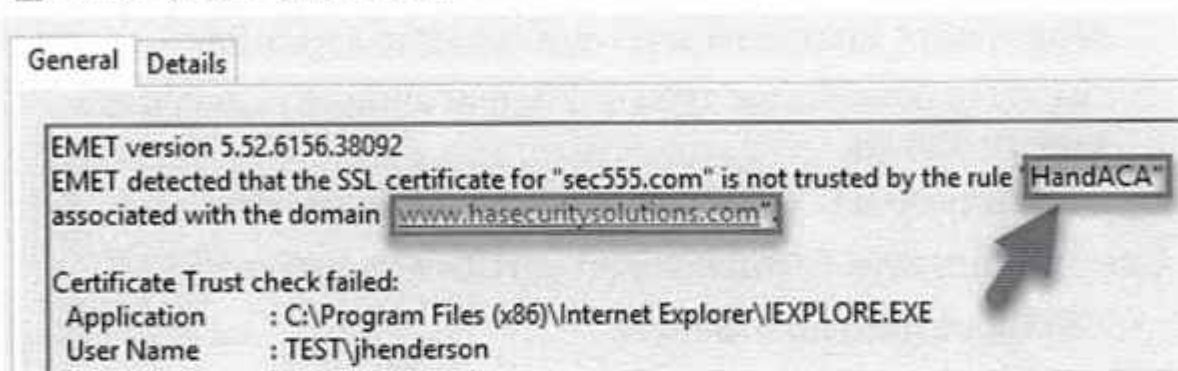 General Details
EMET version 5.52.6156.38092
EMET detected that the SSL certificate for "sec555.com" is not trusted by the rule "HandACA"
associated with the domain "www.hasecuritysolutions.com".
Certificate Trust check failed:
Application : C:\Program Files (x86)\Internet Explorer\IEXPLORE.EXE
User Name : TEST\jhenderson